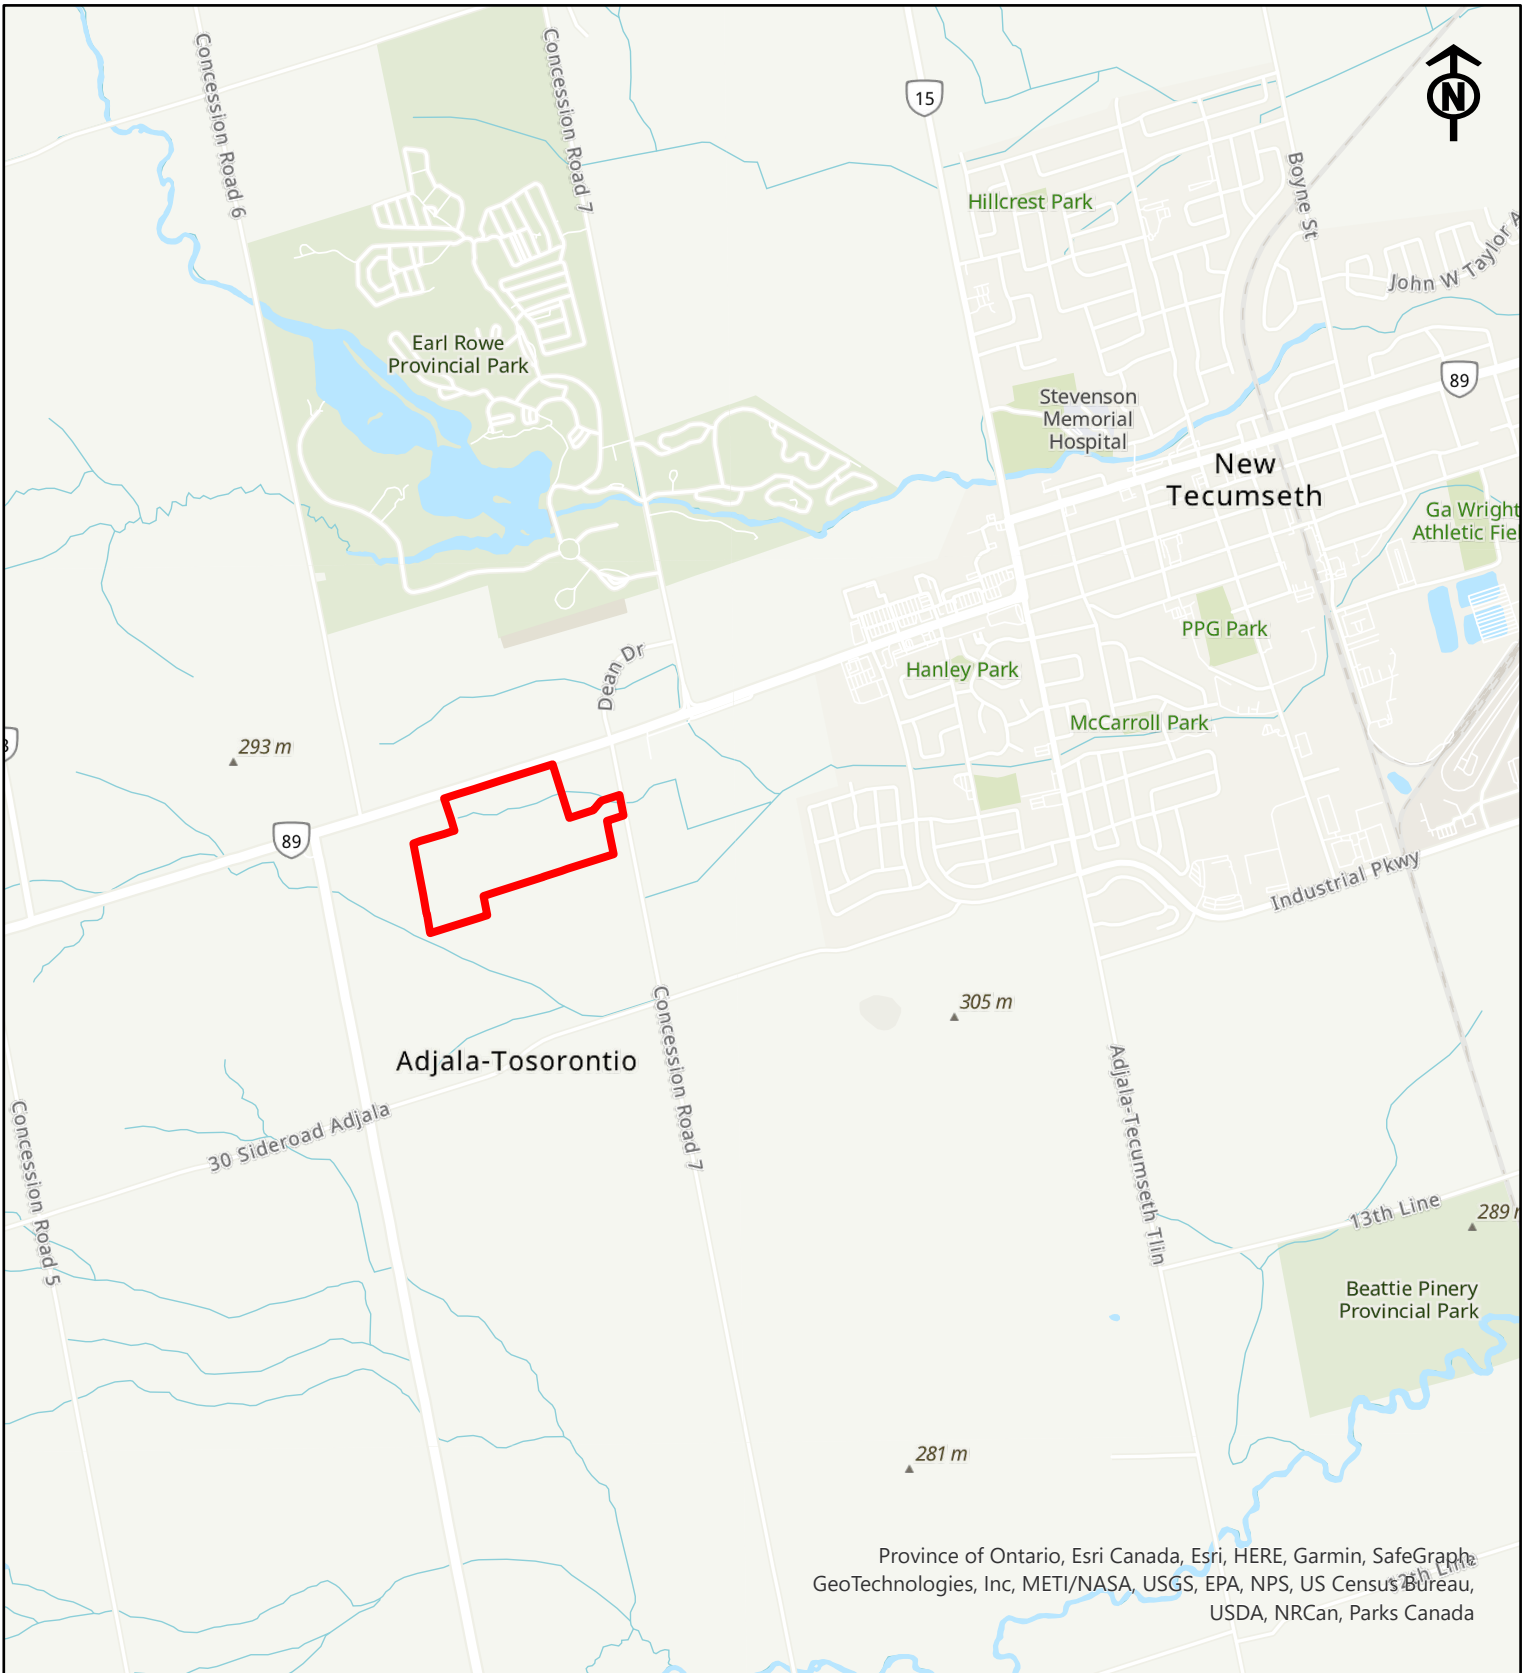 Concession Road 6
Concession Road 7
15
N
Boyne St
Hillcrest Park
John W Taylor A
Earl Rowe
Provincial Park
89
Stevenson
Memorial
Hospital
New
Tecumseth
Ga Wright
Athletic Fie
PPG Park
Dean Dr
Hanley Park
McCarroll Park
293 m
89
Industrial Pkwy
305 m
Concession Road 7
Adjala-Tosorontio
Adjala-Tecumseth Tlin
30 Sideroad Adjala
Concession Road 5
13th Line
289 m
Beattie Pinery
Provincial Park
281 m
Province of Ontario, Esri Canada, Esri, HERE, Garmin, SafeGraph,
GeoTechnologies, Inc, METI/NASA, USGS, EPA, NPS, US Census Bureau,
USDA, NRCan, Parks Canada
12th Line